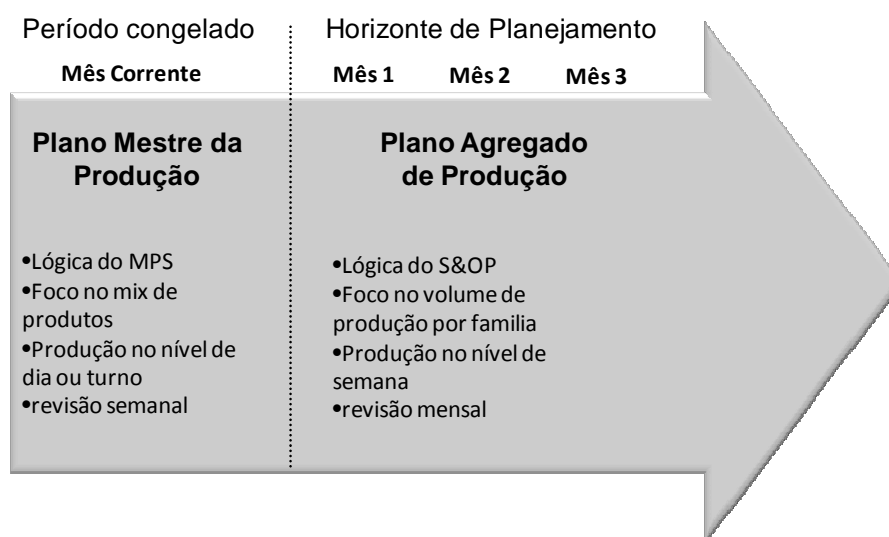 Período congelado
Horizonte de Planejamento
Mês Corrente
Mês 1
Mês 2
Mês 3
Plano Mestre da
Produção
•Lógica do MPS
•Foco no mix de
produtos
•Produção no nível de
dia ou turno
•revisão semanal
Plano Agregado
de Produção
•Lógica do S&OP
•Foco no volume de
produção por familia
•Produção no nível de
semana
•revisão mensal